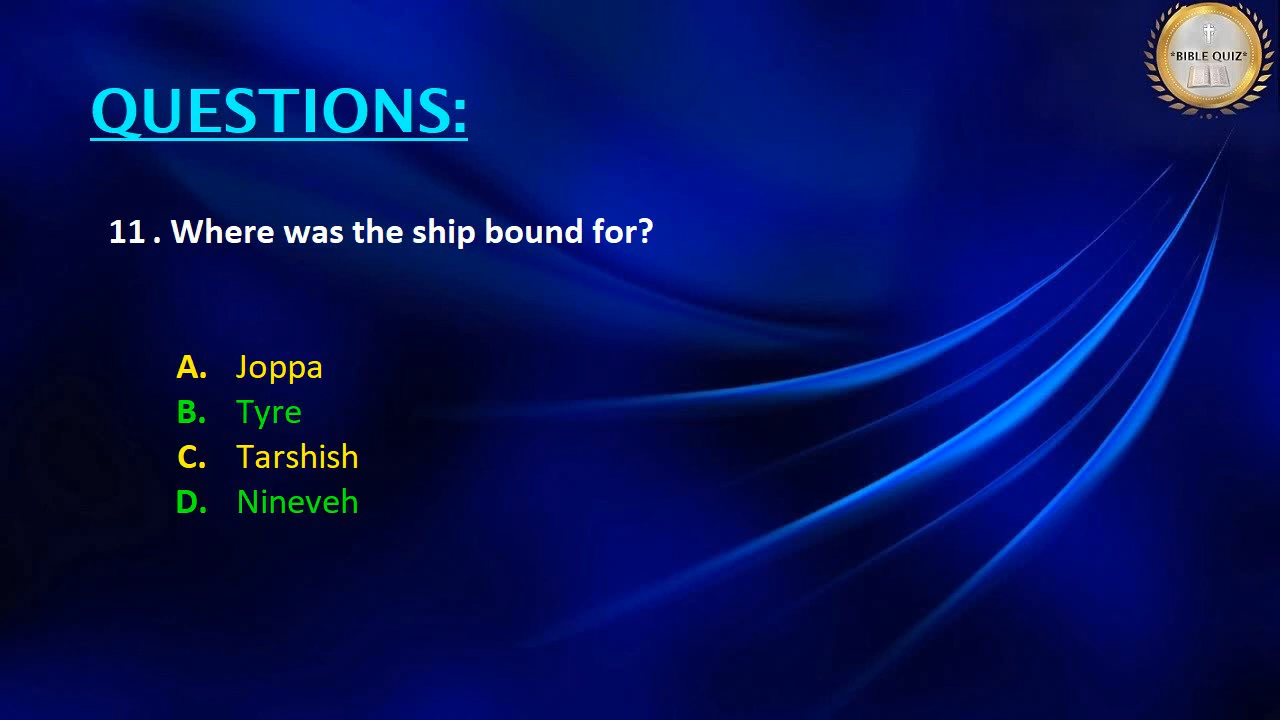 *BIBLE QUIZ*
QUESTIONS:
11 . Where was the ship bound for?
A. Joppa
B. Tyre
C. Tarshish
D. Nineveh